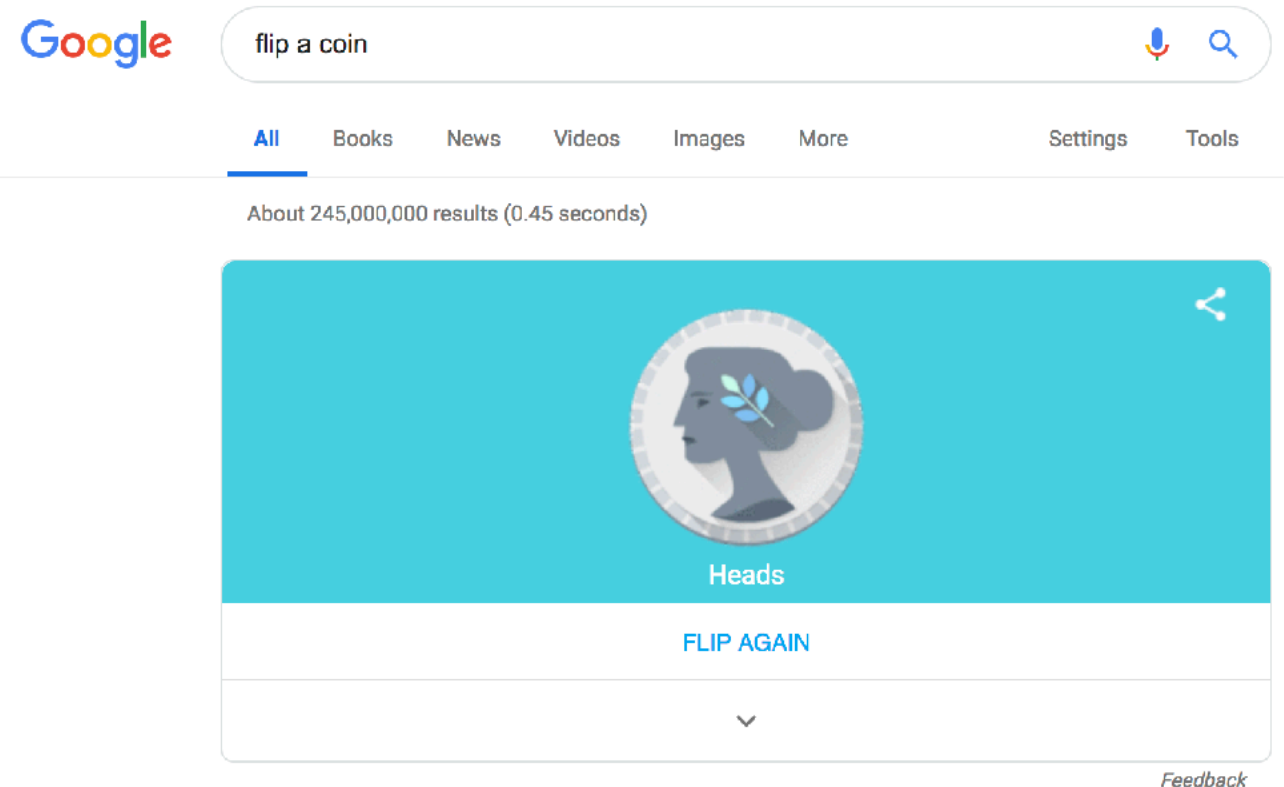 Google flip a coin
All Books News Videos Images More Settings Tools
About 245,000,000 results (0.45 seconds)
Heads
FLIP AGAIN
Feedback